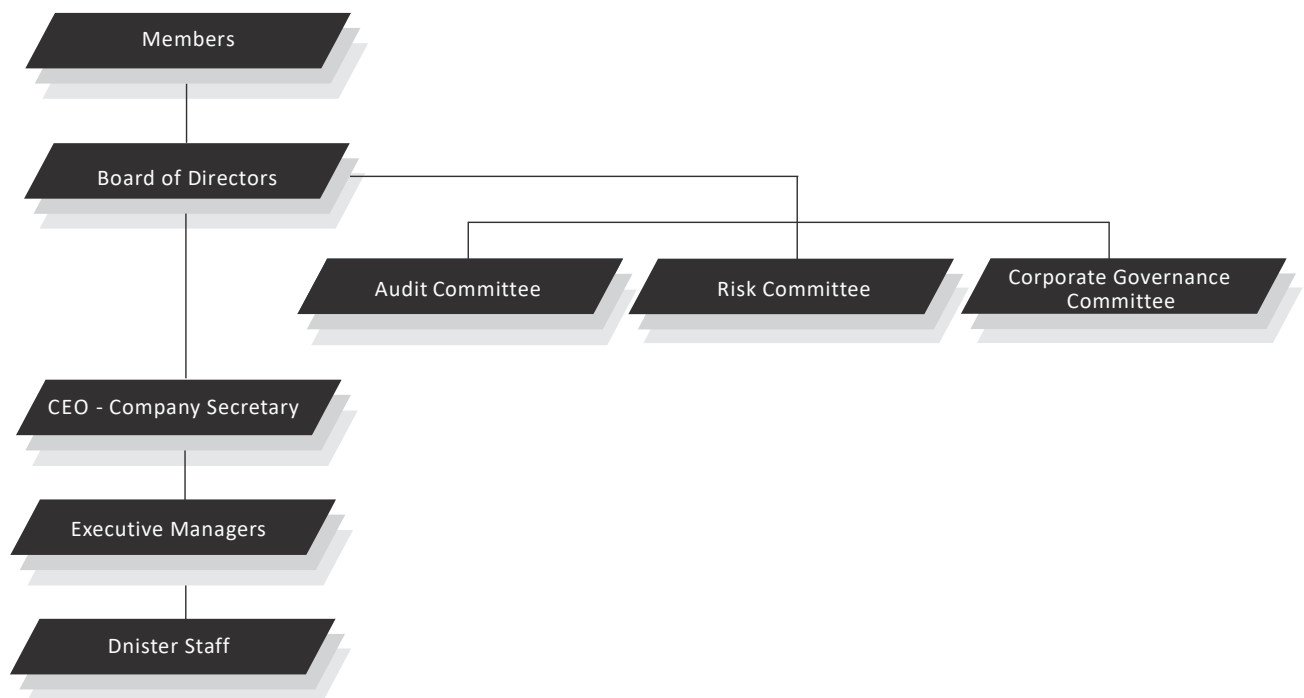 Members
Board of Directors
Audit Committee
Risk Committee
Corporate Governance
Committee
CEO - Company Secretary
Executive Managers
Dnister Staff